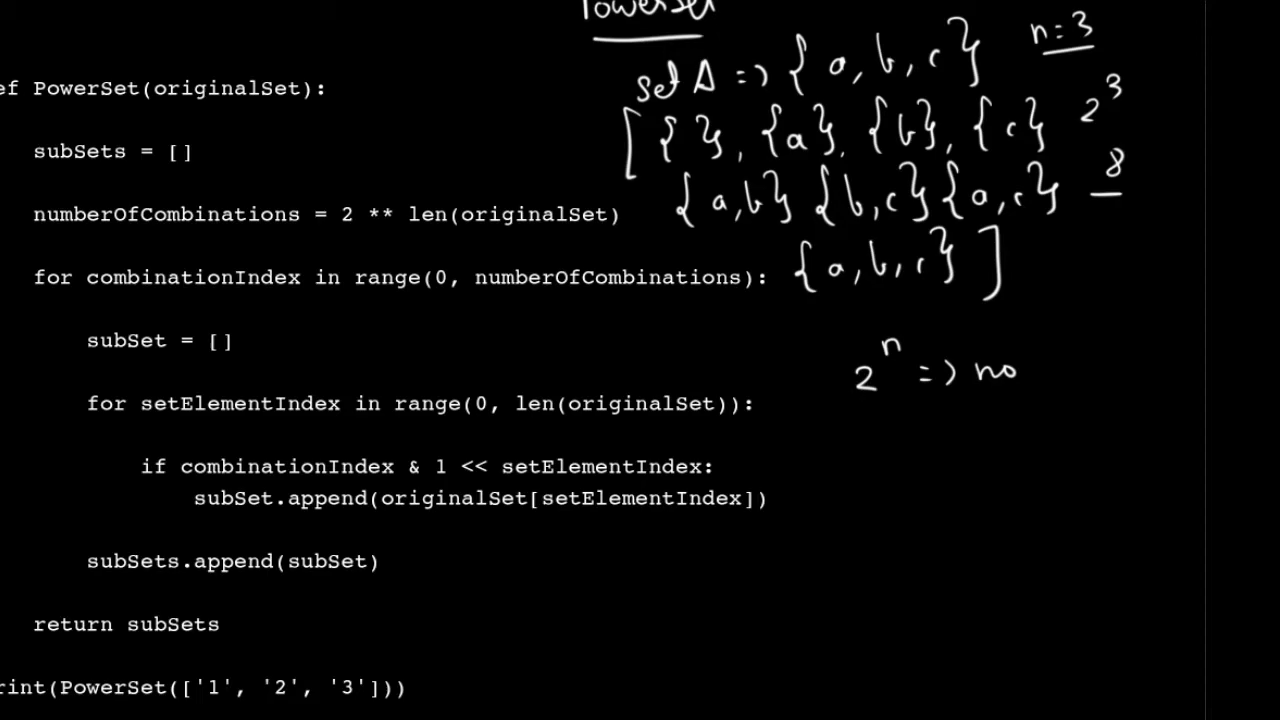 Powerset
ef PowerSet(originalSet):
subSets = []
numberOfCombinations = 2 ** len(originalSet)
for combinationIndex in range(0, numberOfCombinations):
subSet = []
for setElementIndex in range(0, len(originalSet)):
if combinationIndex & 1 << setElementIndex:
subSet.append(originalSet[setElementIndex])
subSets.append(subSet)
return subSets
rint(PowerSet(['1', '2', '3']))
set A => {a, b, c} n=3
[{ }, {a}, {b}, {c} 2^3
{a,b} {b,c} {a,c} 8
{a,b,c}]
2^n => no